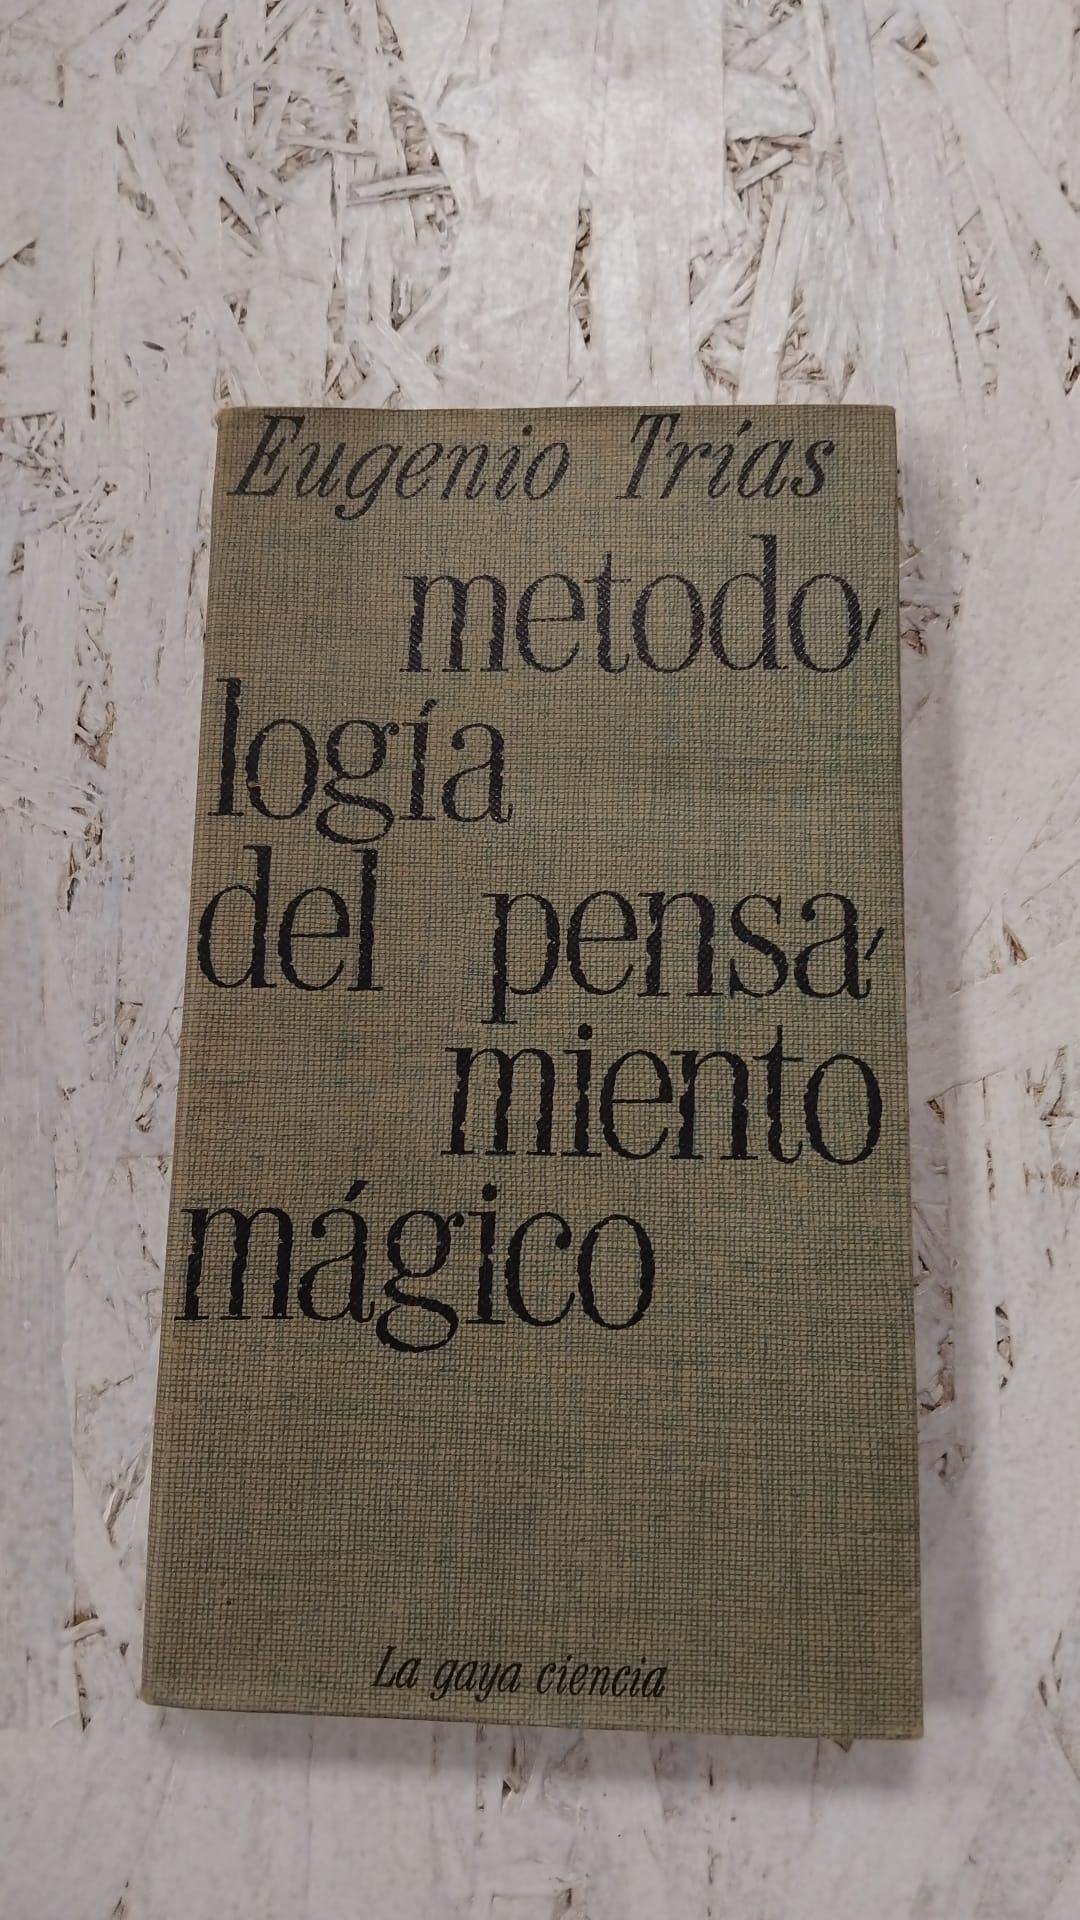 Eugenio Trías
metodo-
logía
del pensa-
miento
mágico
La gaya ciencia